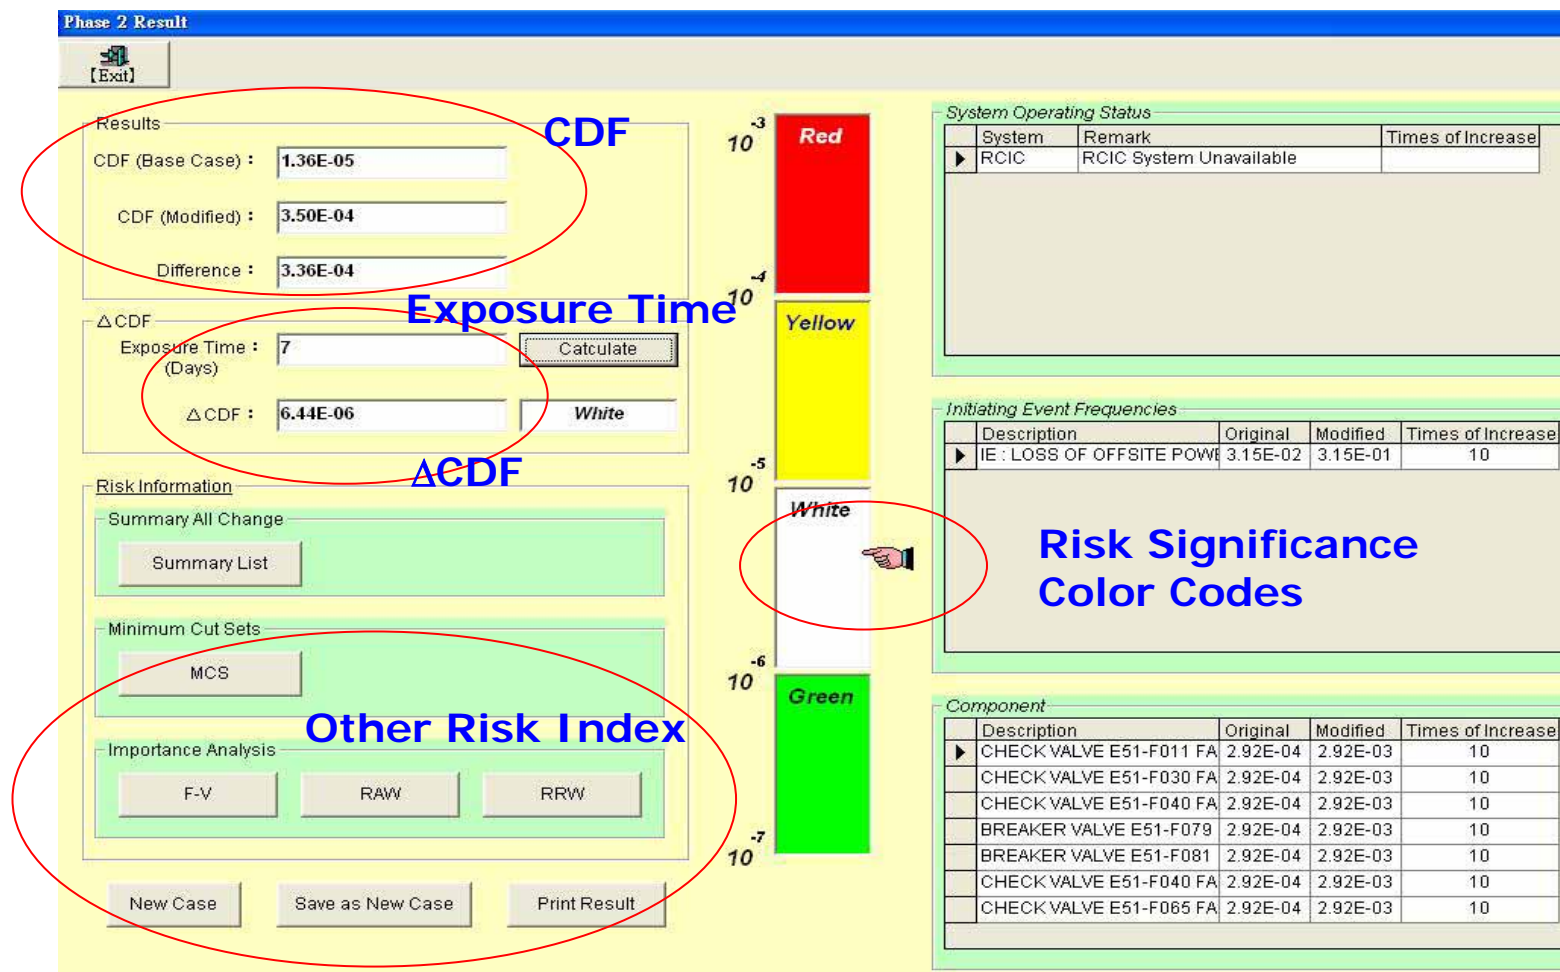 Phase 2 Result
【Exit】
Results
CDF
CDF (Base Case) : 1.36E-05
CDF (Modified) : 3.50E-04
Difference : 3.36E-04
Exposure Time
△CDF
Exposure Time : 7 Catculate
(Days)
△CDF : 6.44E-06 White
ΔCDF
Risk Information
Summary All Change
Summary List
Minimum Cut Sets
MCS
Other Risk Index
Importance Analysis
F-V RAW RRW
New Case Save as New Case Print Result
10-3
Red
10-4
Yellow
10-5
White
10-6
Green
10-7
System Operating Status
System Remark Times of Increase
RCIC RCIC System Unavailable
Initiating Event Frequencies
Description Original Modified Times of Increase
IE : LOSS OF OFFSITE POWE 3.15E-02 3.15E-01 10
Risk Significance
Color Codes
Component
Description Original Modified Times of Increase
CHECK VALVE E51-F011 FA 2.92E-04 2.92E-03 10
CHECK VALVE E51-F030 FA 2.92E-04 2.92E-03 10
CHECK VALVE E51-F040 FA 2.92E-04 2.92E-03 10
BREAKER VALVE E51-F079 2.92E-04 2.92E-03 10
BREAKER VALVE E51-F081 2.92E-04 2.92E-03 10
CHECK VALVE E51-F040 FA 2.92E-04 2.92E-03 10
CHECK VALVE E51-F065 FA 2.92E-04 2.92E-03 10